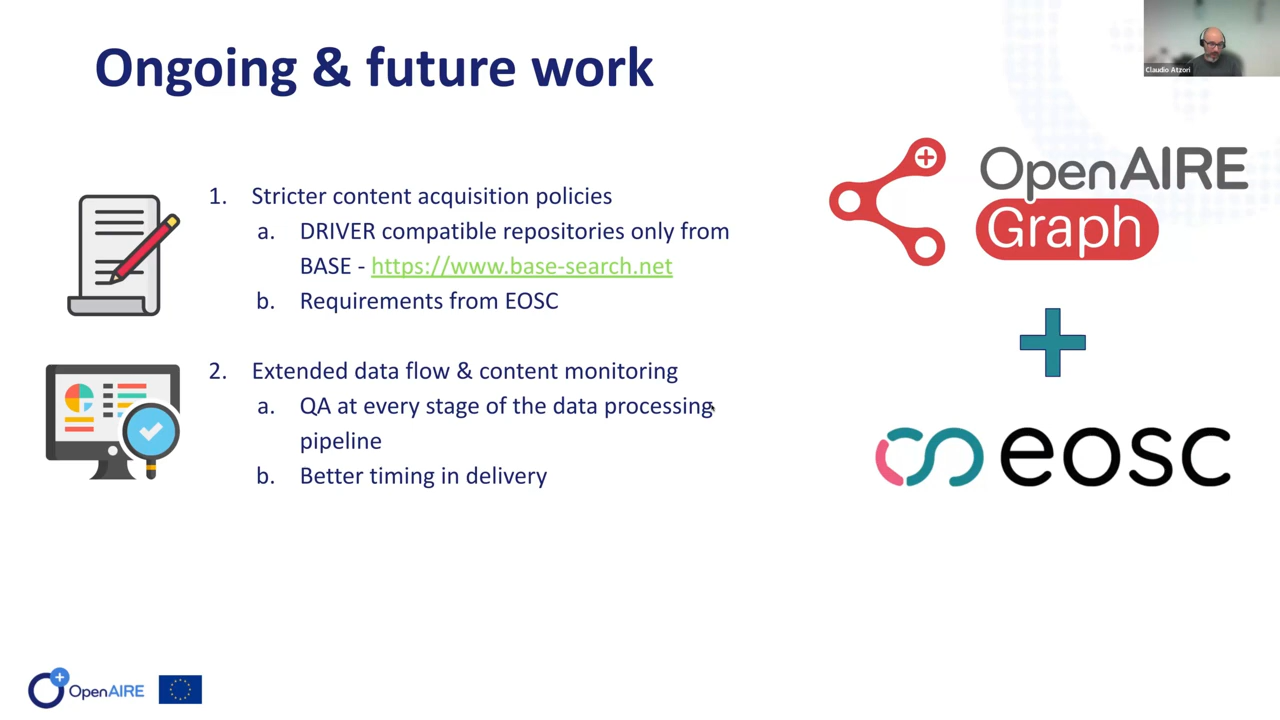 Ongoing & future work
Claudio Atzori
1. Stricter content acquisition policies
a. DRIVER compatible repositories only from
BASE - https://www.base-search.net
b. Requirements from EOSC
2. Extended data flow & content monitoring
a. QA at every stage of the data processing
pipeline
b. Better timing in delivery
OpenAIRE
Graph
eosc
OpenAIRE